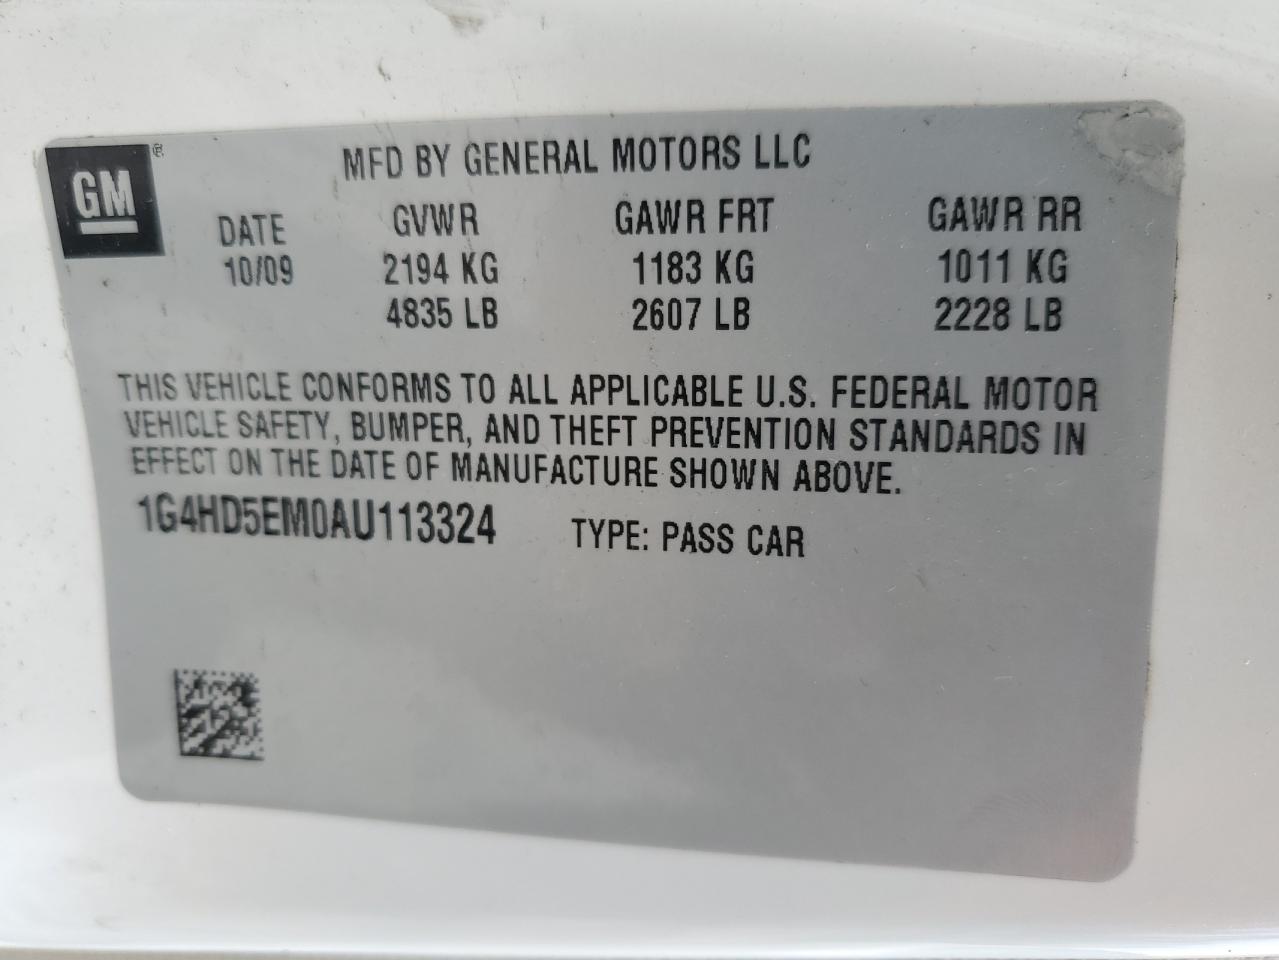 GM
MFD BY GENERAL MOTORS LLC
DATE GVWR GAWR FRT GAWR RR
10/09 2194 KG 1183 KG 1011 KG
4835 LB 2607 LB 2228 LB
THIS VEHICLE CONFORMS TO ALL APPLICABLE U.S. FEDERAL MOTOR
VEHICLE SAFETY, BUMPER, AND THEFT PREVENTION STANDARDS IN
EFFECT ON THE DATE OF MANUFACTURE SHOWN ABOVE.
1G4HD5EM0AU113324 TYPE: PASS CAR